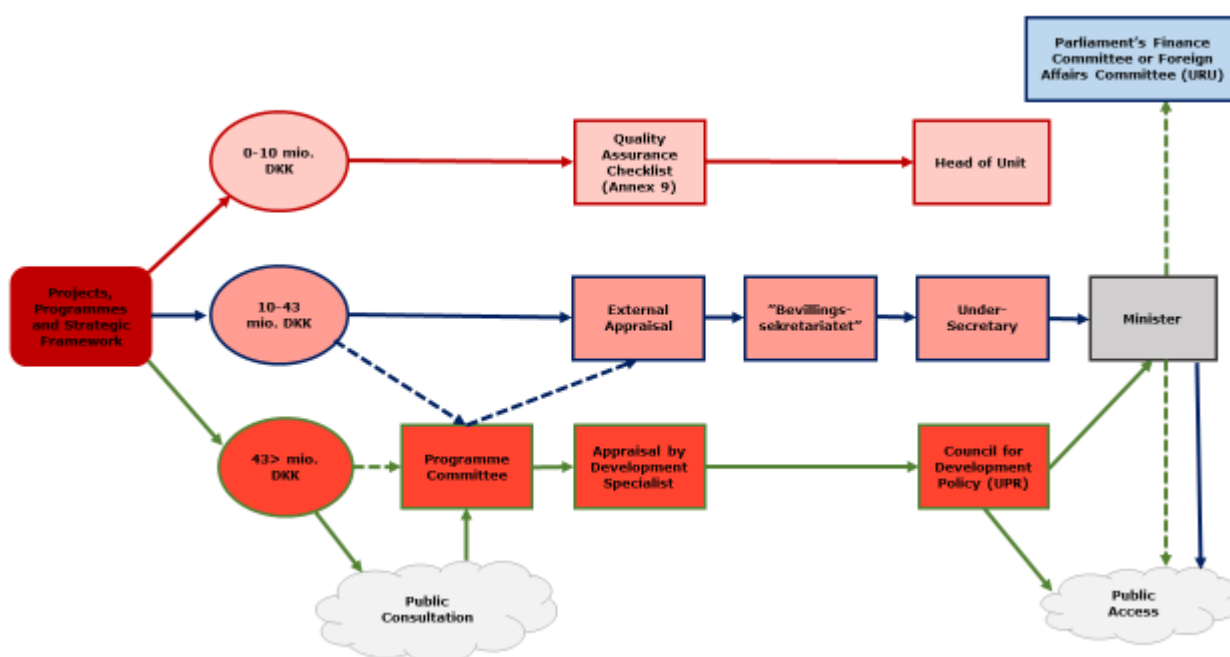 Parliament's Finance
Committee or Foreign
Affairs Committee (URU)
0-10 mio.
DKK
Quality
Assurance
Checklist
(Annex 9)
Head of Unit
Projects,
Programmes
and Strategic
Framework
10-43
mio. DKK
External
Appraisal
"Bevillings-
sekretariatet"
Under-
Secretary
Minister
43> mio.
DKK
Programme
Committee
Appraisal by
Development
Specialist
Council for
Development
Policy (UPR)
Public
Consultation
Public
Access